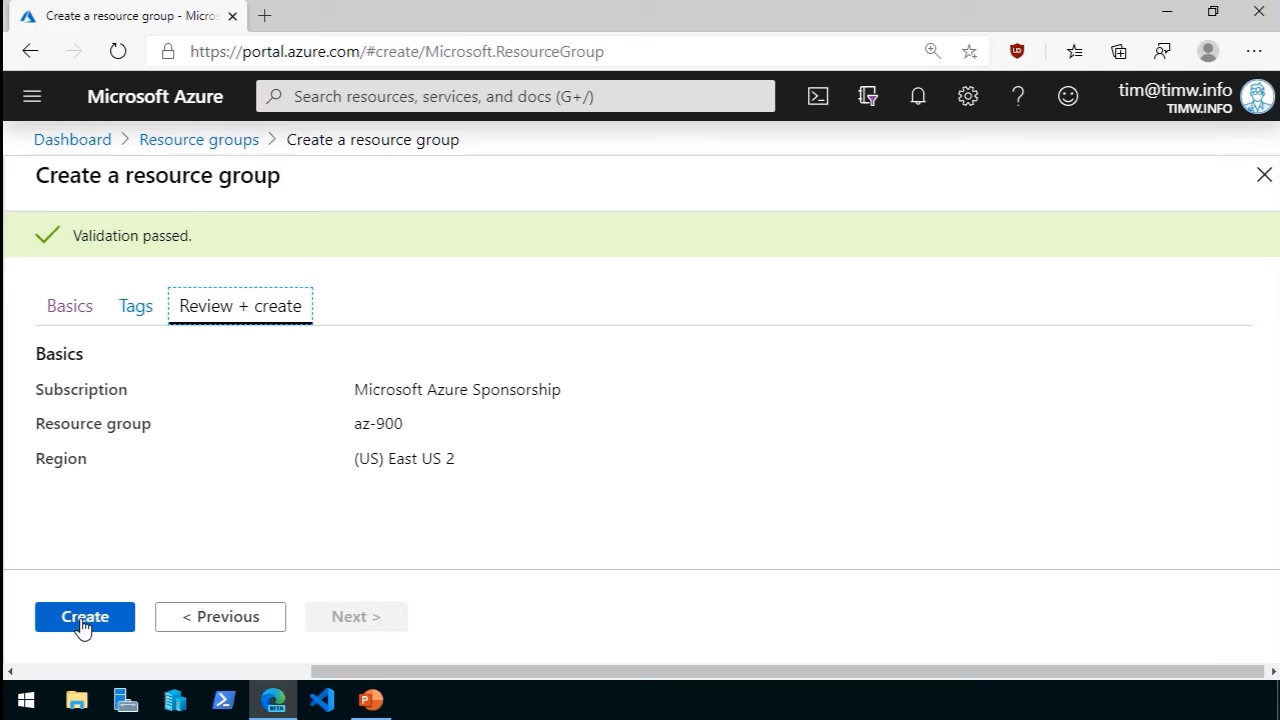 Create a resource group - Micros
https://portal.azure.com/#create/Microsoft.ResourceGroup
Microsoft Azure
Search resources, services, and docs (G+/)
tim@timw.info
TIMW.INFO
Dashboard > Resource groups > Create a resource group
Create a resource group
Validation passed.
Basics Tags Review + create
Basics
Subscription Microsoft Azure Sponsorship
Resource group az-900
Region (US) East US 2
Create < Previous Next >
BETA